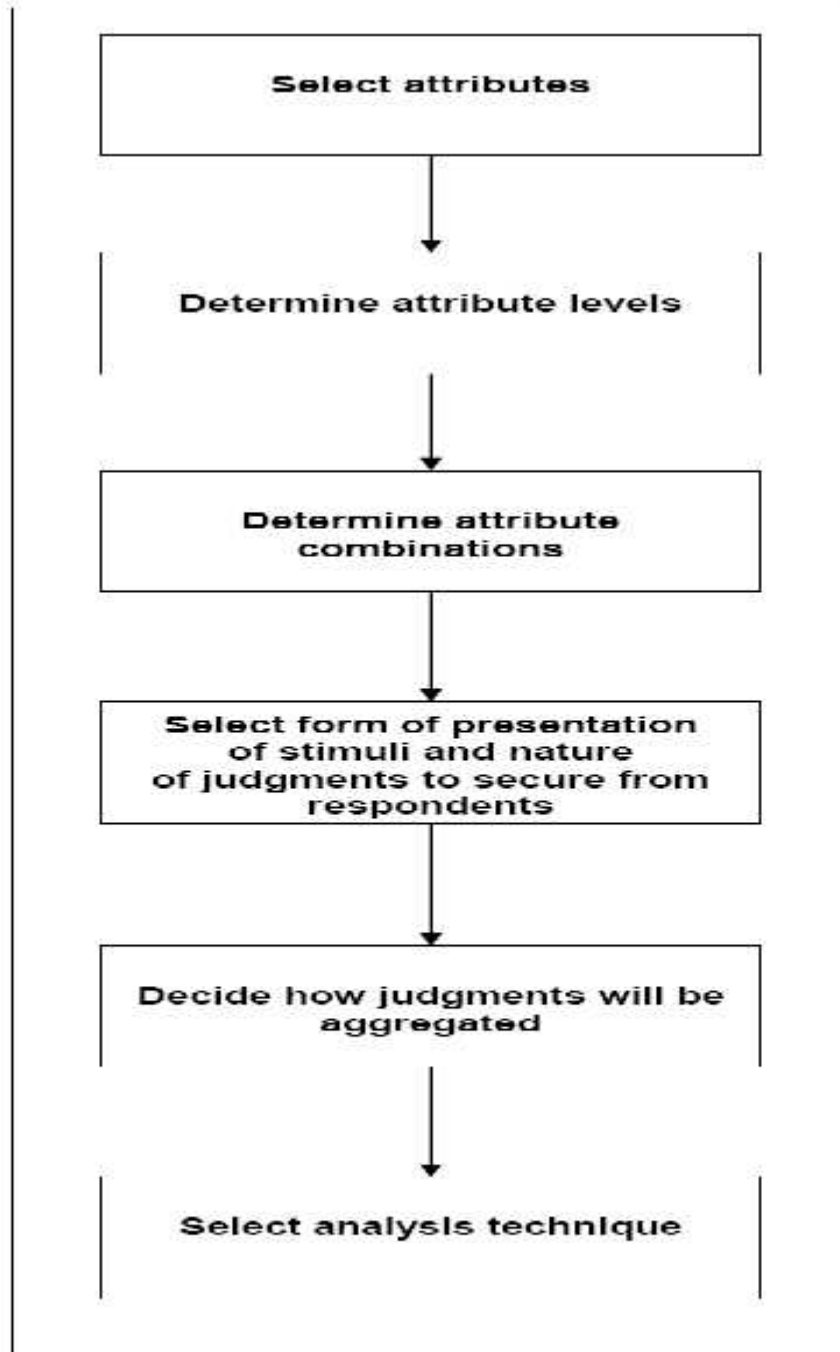 Select attributes
Determine attribute levels
Determine attribute
combinations
Select form of presentation
of stimuli and nature
of judgments to secure from
respondents
Decide how judgments will be
aggregated
Select analysis technique